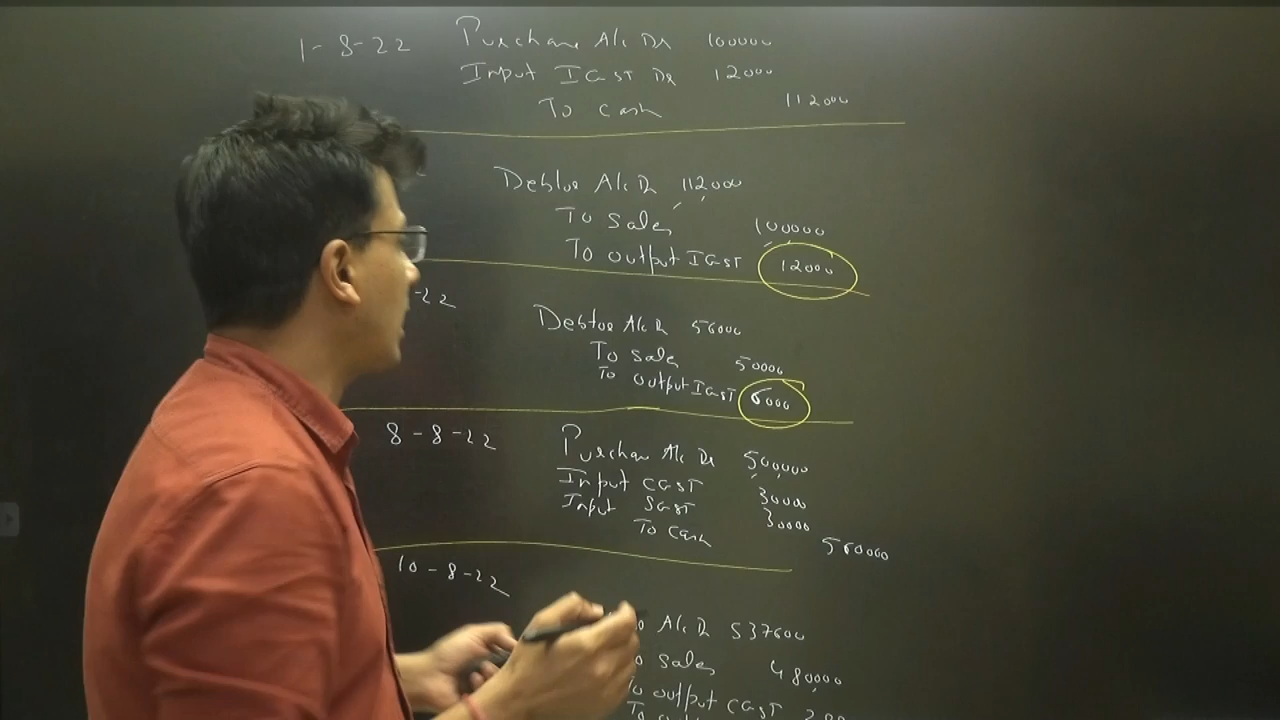 1-8-22 Purchase A/c Dr 100000
Input IGST Dr 12000
To Cash 112000
Debtor A/c Dr 112000
To Sales 100000
To output IGST 12000
-22
Debtor A/c Dr 56000
To Sales 50000
To output IGST 6000
8-8-22 Purchase A/c Dr 500000
Input CGST 30000
Input SGST 30000
To Cash 560000
10-8-22
A/c Dr 537600
Sales 480000
To output CGST
To